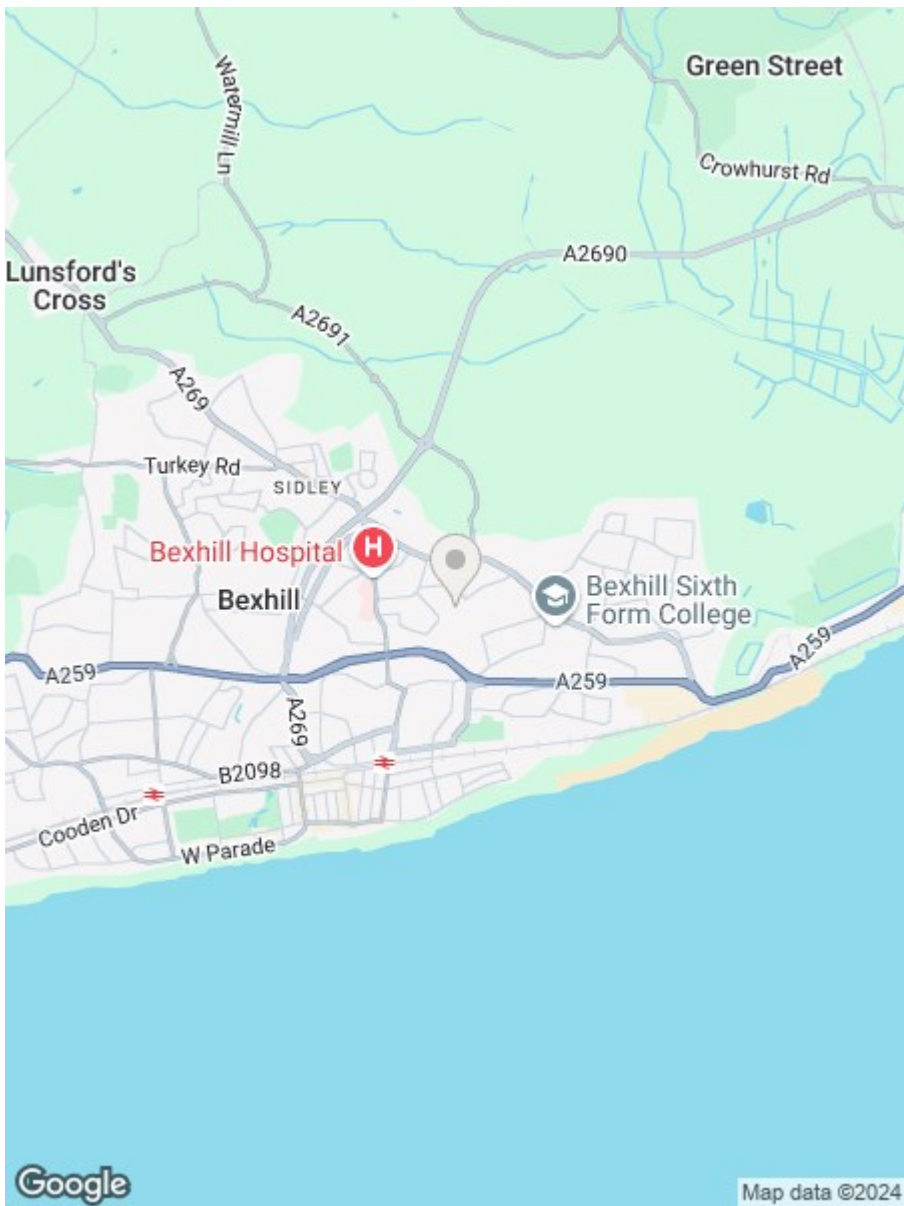 Green Street
Watermill Ln
Crowhurst Rd
A2690
Lunsford's
Cross
A2691
A269
Turkey Rd
SIDLEY
Bexhill Hospital
H
Bexhill
Bexhill Sixth
Form College
A259
A259
A259
A269
B2098
Cooden Dr
W Parade
Google
Map data ©2024